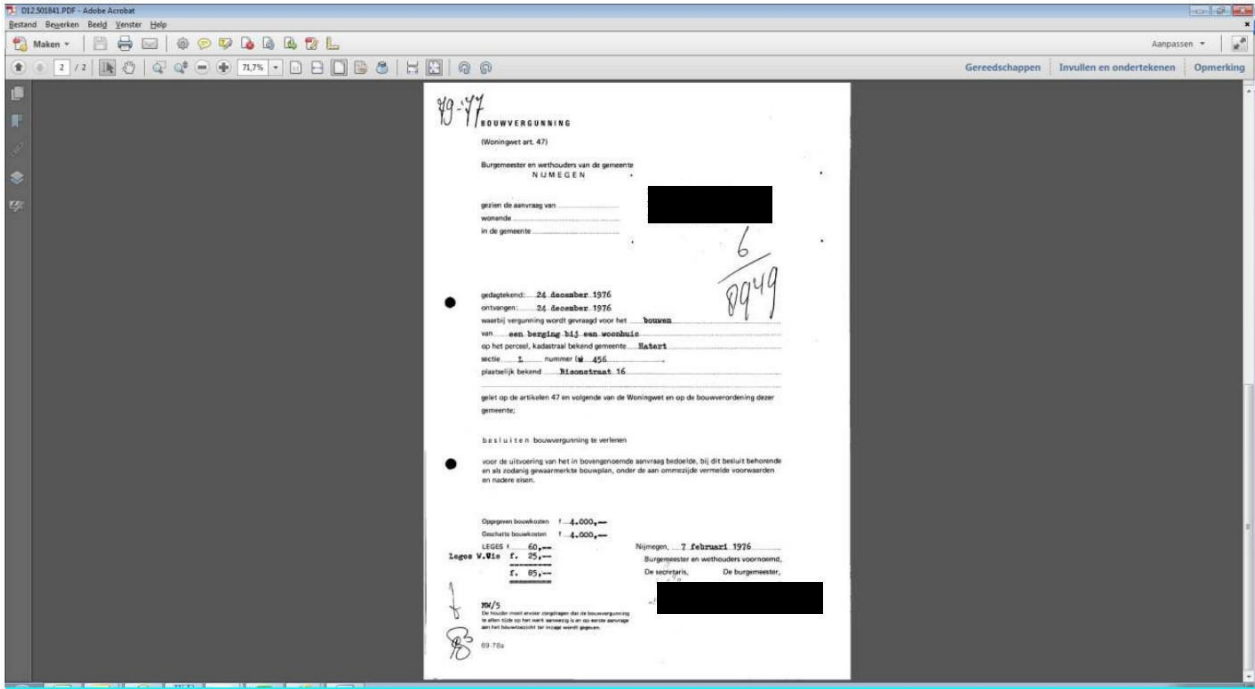 D12.501841.PDF - Adobe Acrobat
Bestand Bewerken Beeld Venster Help
Maken
Aanpassen
2 / 2
71,7%
Gereedschappen Invullen en ondertekenen Opmerking
79-'77
BOUWVERGUNNING
(Woningwet art. 47)
Burgemeester en wethouders van de gemeente
NIJMEGEN
gezien de aanvraag van
wonende
in de gemeente
6
8949
gedagtekend: 24 december 1976
ontvangen: 24 december 1976
waarbij vergunning wordt gevraagd voor het bouwen
van een berging bij een woonhuis
op het perceel, kadastraal bekend gemeente Hatert
sectie nummer 456
plaatselijk bekend Bisonstraat 16
gelet op de artikelen 47 en volgende van de Woningwet en op de bouwverordening dezer
gemeente;
besluiten bouwvergunning te verlenen
voor de uitvoering van het in bovengenoemde aanvraag bedoelde, bij dit besluit behorende
en als zodanig gewaarmerkte bouwplan, onder de aan ommezijde vermelde voorwaarden
en nadere eisen.
Opgegeven bouwkosten f 4.000,--
Geschatte bouwkosten f 4.000,--
LEGES f 60,--
Nijmegen, 7 februari 1976
leges W.Wie f. 25,--
Burgemeester en wethouders voornoemd,
f. 85,--
De secretaris, De burgemeester,
MW/5
De houder moet ervoor zorgdragen dat de bouwvergunning
te allen tijde op het werk aanwezig is en op eerste aanvrage
aan het bouwtoezicht ter inzage wordt gegeven.
69-78a